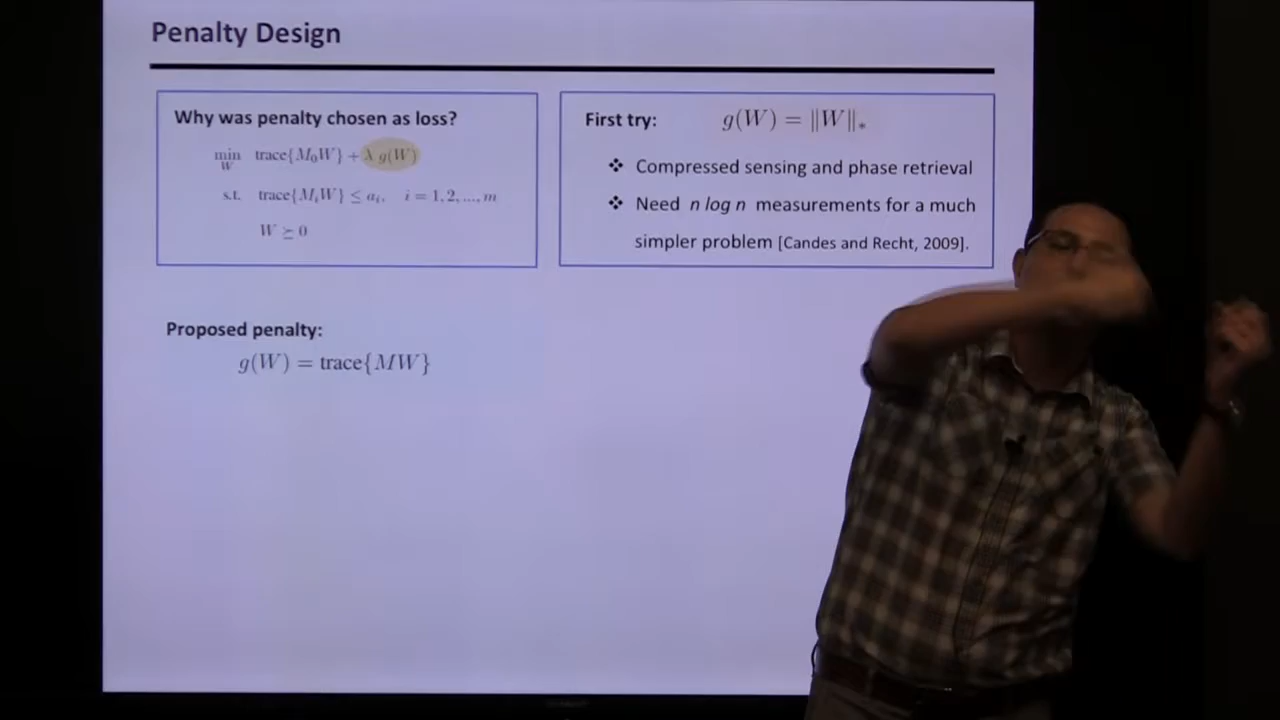 Penalty Design
Why was penalty chosen as loss?
min_W trace{M₀W} + λ g(W)
s.t. trace{MᵢW} ≤ aᵢ, i = 1, 2, ..., m
W ⪰ 0
First try: g(W) = ‖W‖∗
❖ Compressed sensing and phase retrieval
❖ Need n log n measurements for a much
simpler problem [Candes and Recht, 2009].
Proposed penalty:
g(W) = trace{MW}